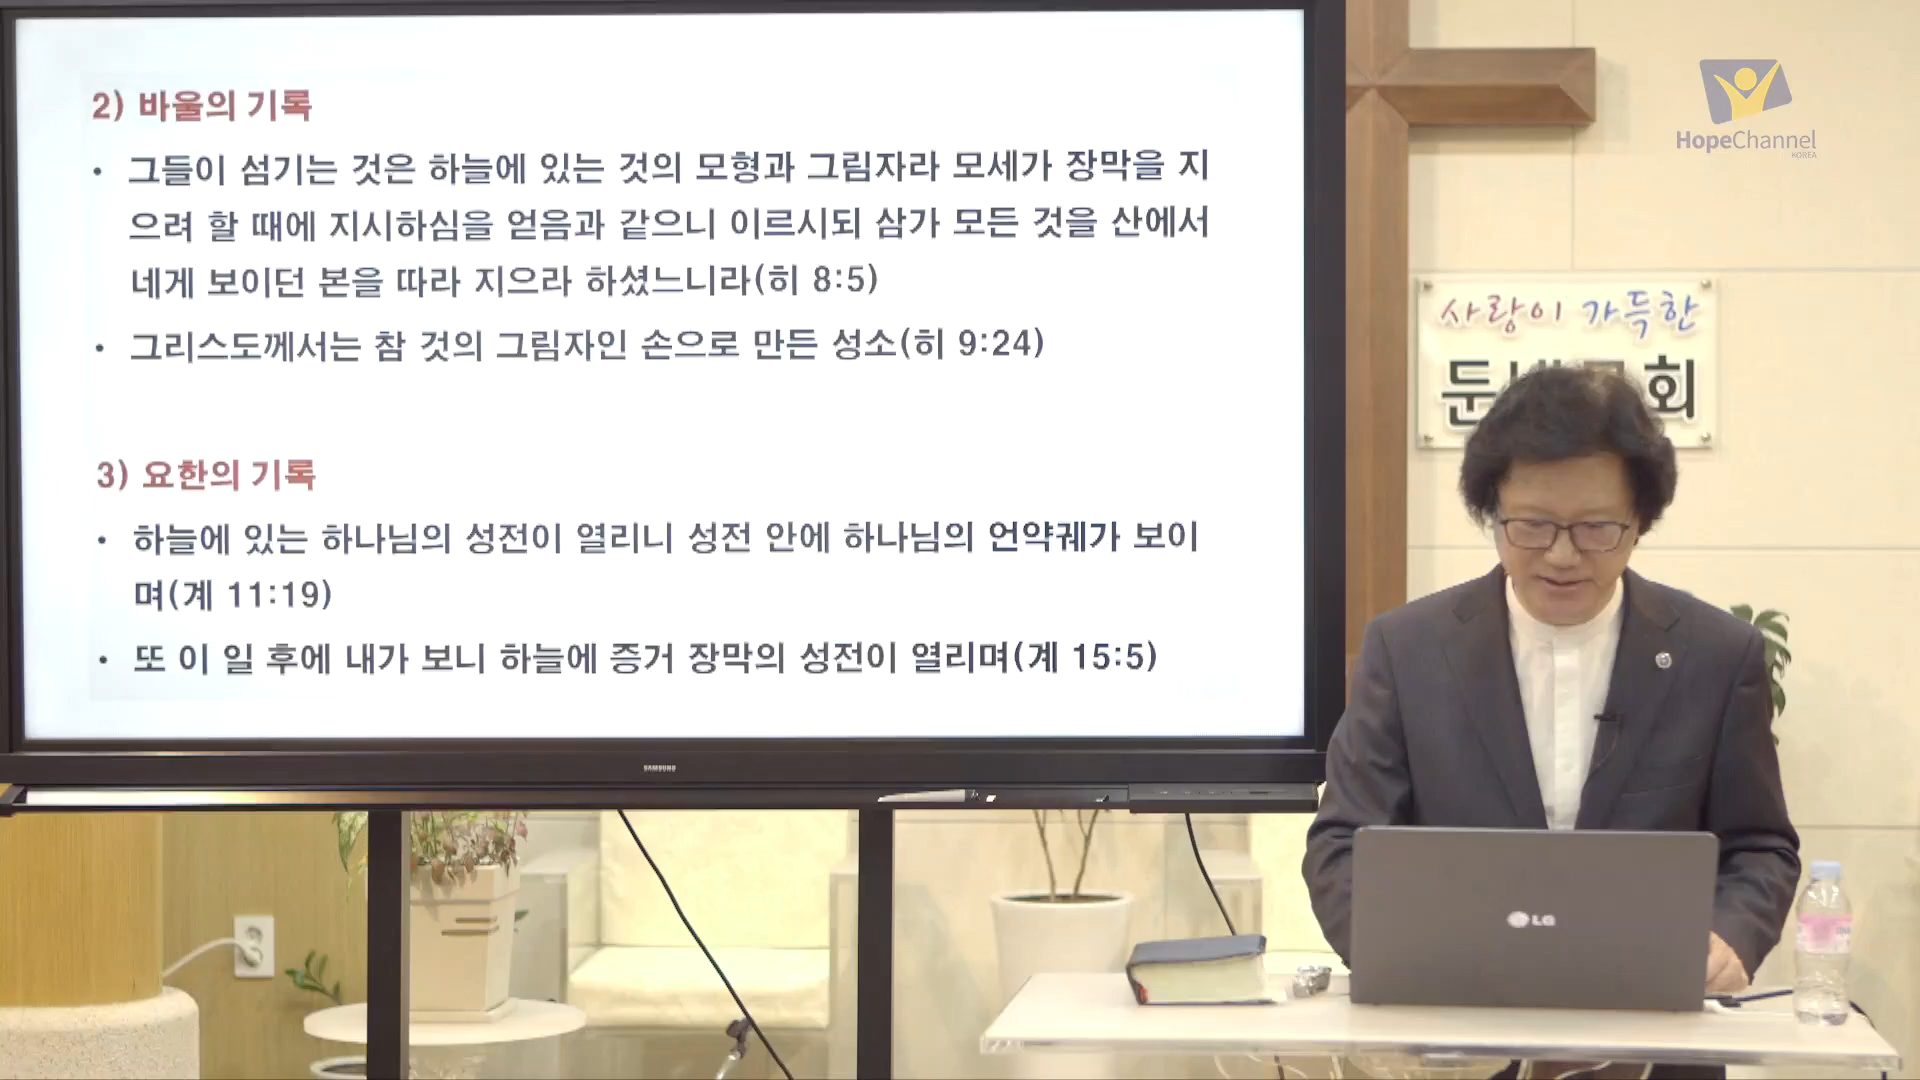 2) 바울의 기록
• 그들이 섬기는 것은 하늘에 있는 것의 모형과 그림자라 모세가 장막을 지
으려 할 때에 지시하심을 얻음과 같으니 이르시되 삼가 모든 것을 산에서
네게 보이던 본을 따라 지으라 하셨느니라(히 8:5)
• 그리스도께서는 참 것의 그림자인 손으로 만든 성소(히 9:24)
3) 요한의 기록
• 하늘에 있는 하나님의 성전이 열리니 성전 안에 하나님의 언약궤가 보이
며(계 11:19)
• 또 이 일 후에 내가 보니 하늘에 증거 장막의 성전이 열리며(계 15:5)
SAMSUNG
HopeChannel
KOREA
사랑이 가득한
LG